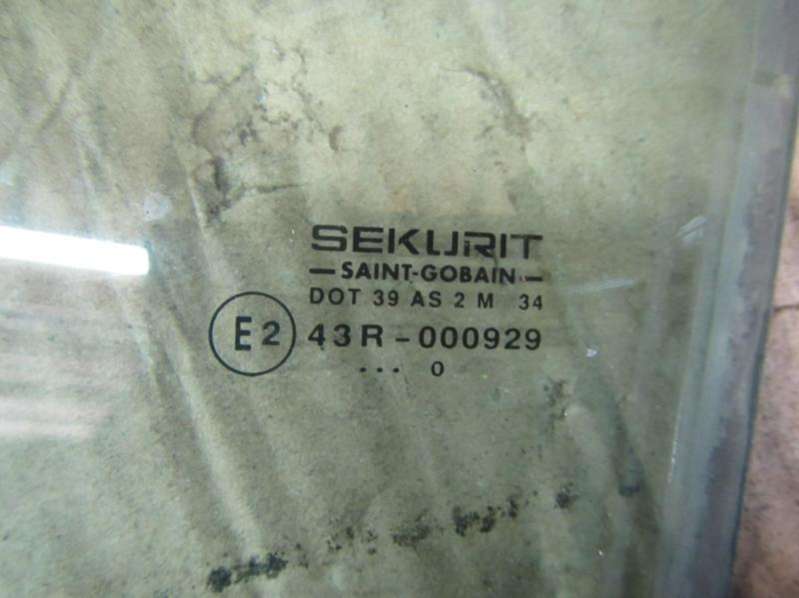 SEKURIT
— SAINT-GOBAIN —
DOT 39 AS 2 M 34
E2 43R - 000929
... 0